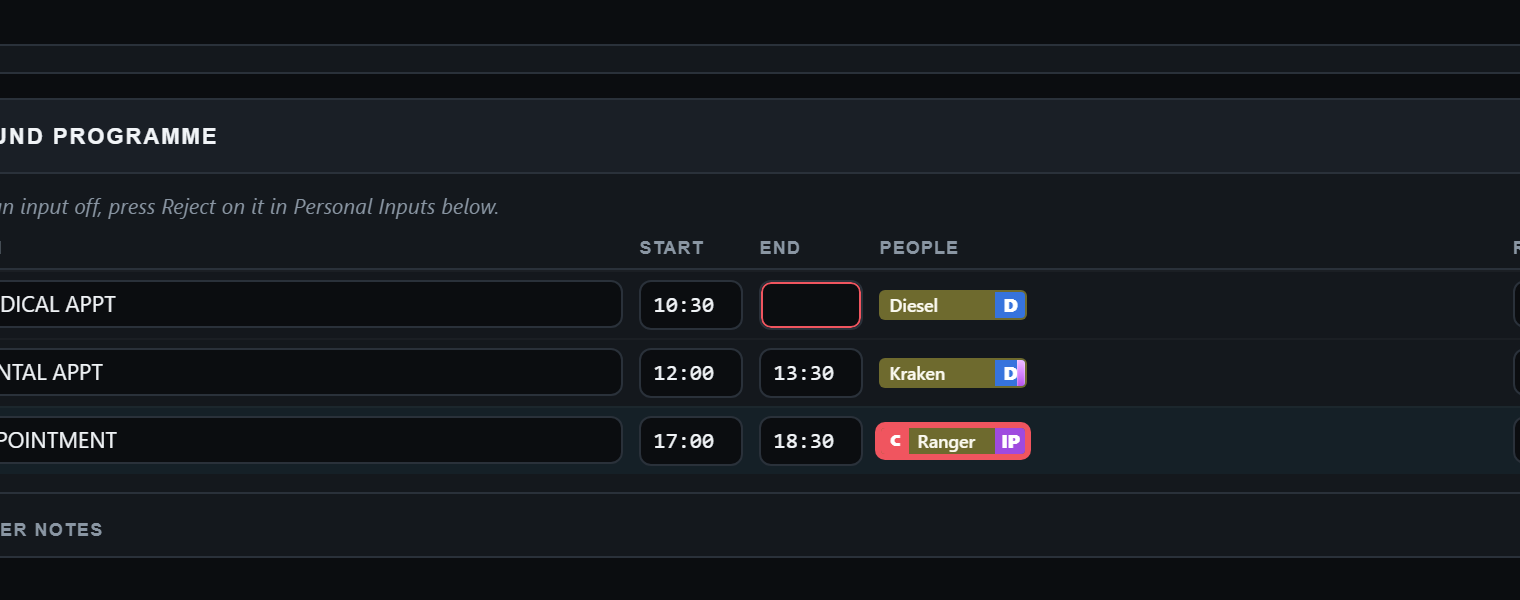 UND PROGRAMME
n input off, press Reject on it in Personal Inputs below.
START END PEOPLE
DICAL APPT 10:30 Diesel D
NTAL APPT 12:00 13:30 Kraken D
POINTMENT 17:00 18:30 C Ranger IP
ER NOTES